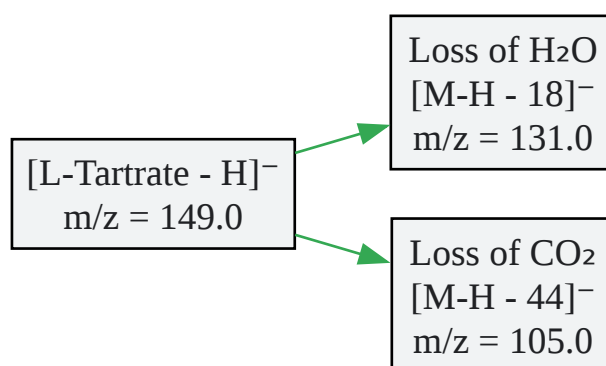 [L-Tartrate - H]⁻
m/z = 149.0
Loss of H₂O
[M-H - 18]⁻
m/z = 131.0
Loss of CO₂
[M-H - 44]⁻
m/z = 105.0